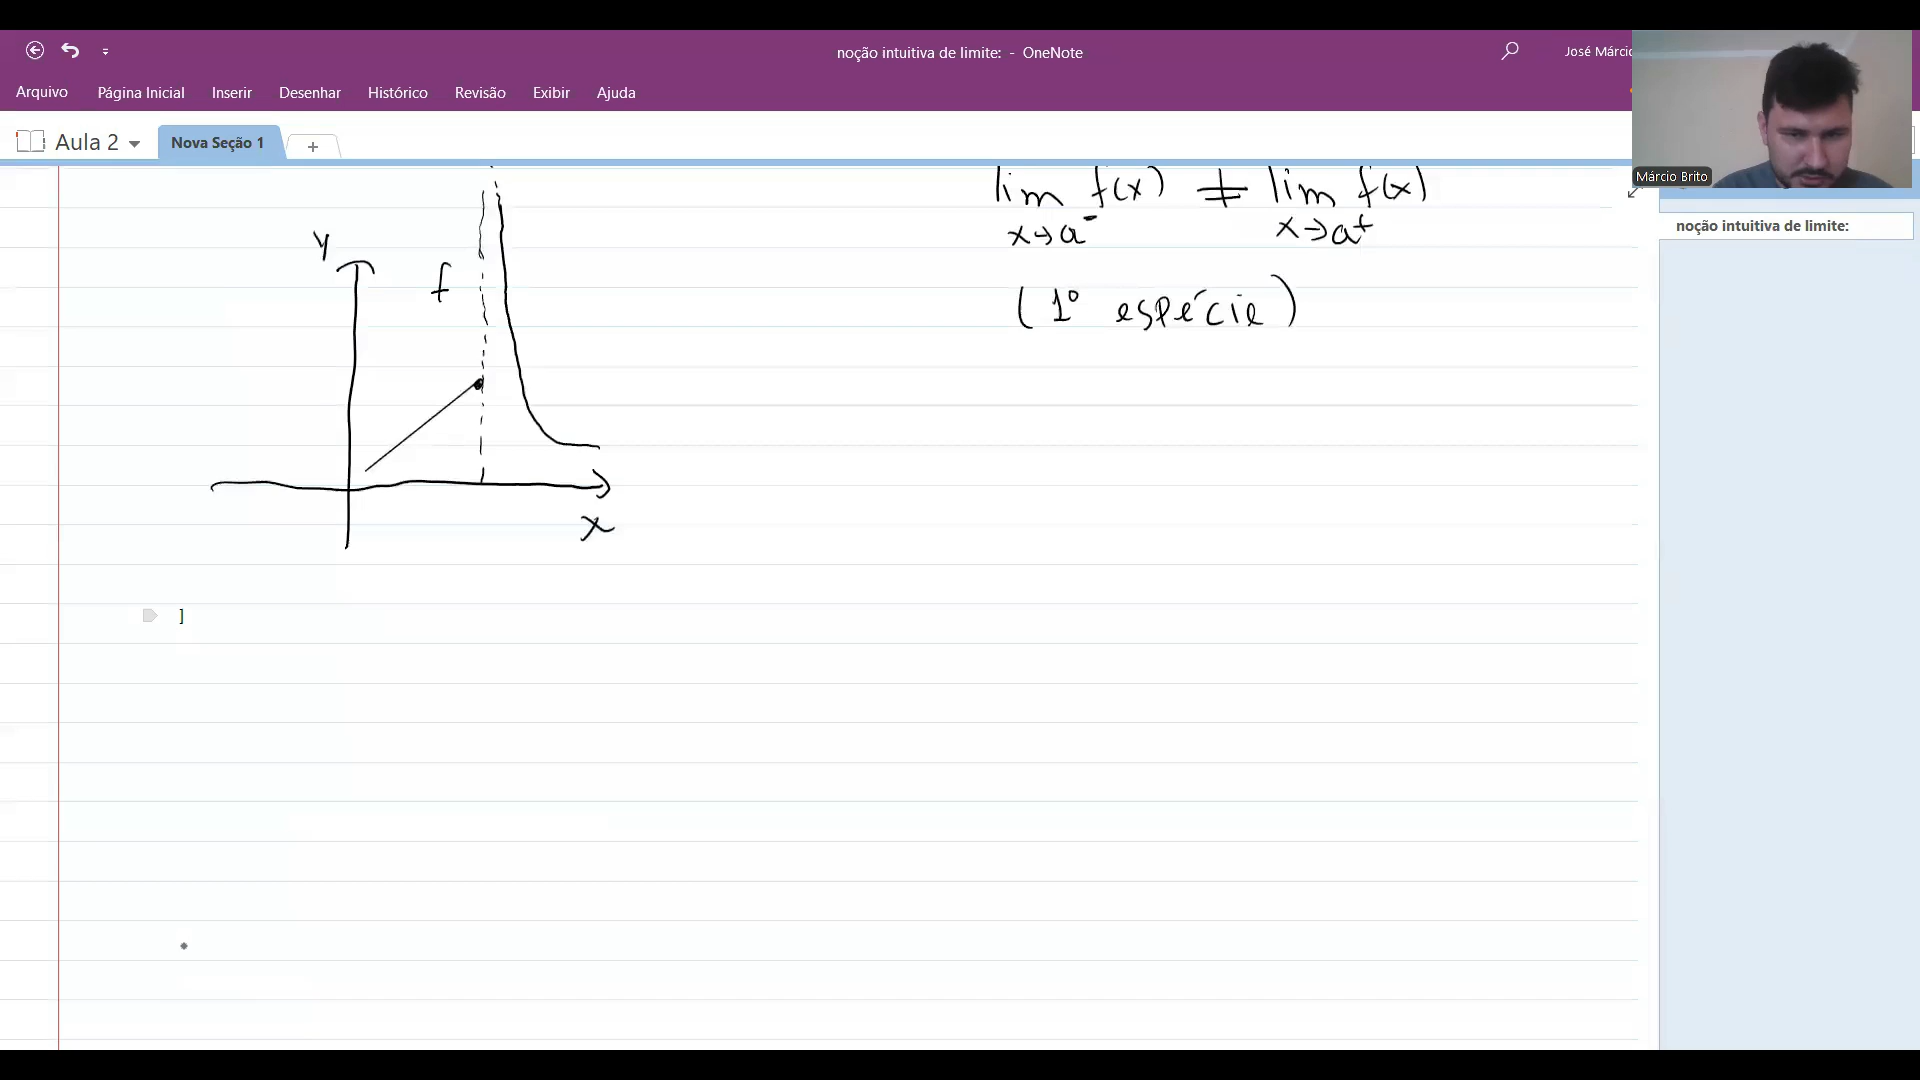 noção intuitiva de limite: - OneNote
José Márcio
Arquivo Página Inicial Inserir Desenhar Histórico Revisão Exibir Ajuda
Aula 2
Nova Seção 1
+
Márcio Brito
noção intuitiva de limite:
lim f(x) ≠ lim f(x)
x→a⁻ x→a⁺
(1º espécie)
y
f
x
]